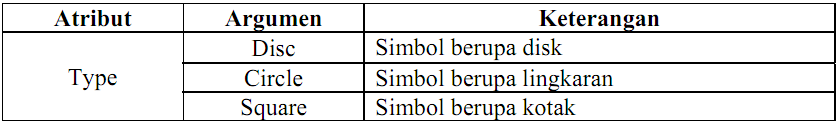 Atribut Argumen Keterangan
Disc Simbol berupa disk
Type Circle Simbol berupa lingkaran
Square Simbol berupa kotak